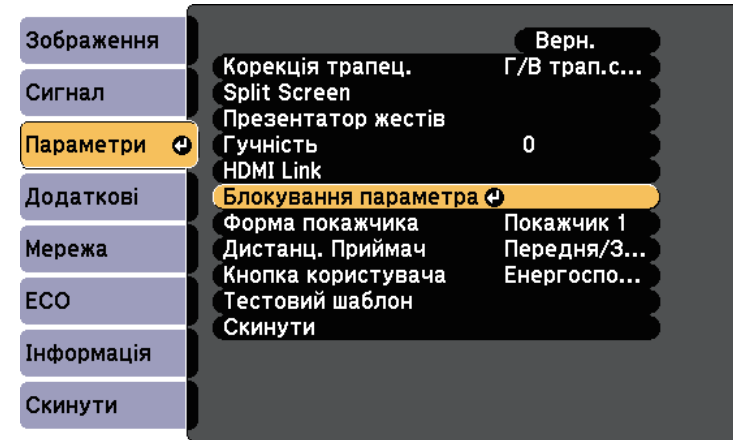 Зображення
Сигнал
Параметри
Додаткові
Мережа
ECO
Інформація
Скинути
Верн.
Корекція трапец. Г/В трап.с...
Split Screen
Презентатор жестів
Гучність 0
HDMI Link
Блокування параметра
Форма покажчика Покажчик 1
Дистанц. Приймач Передня/З...
Кнопка користувача Енергоспо...
Тестовий шаблон
Скинути